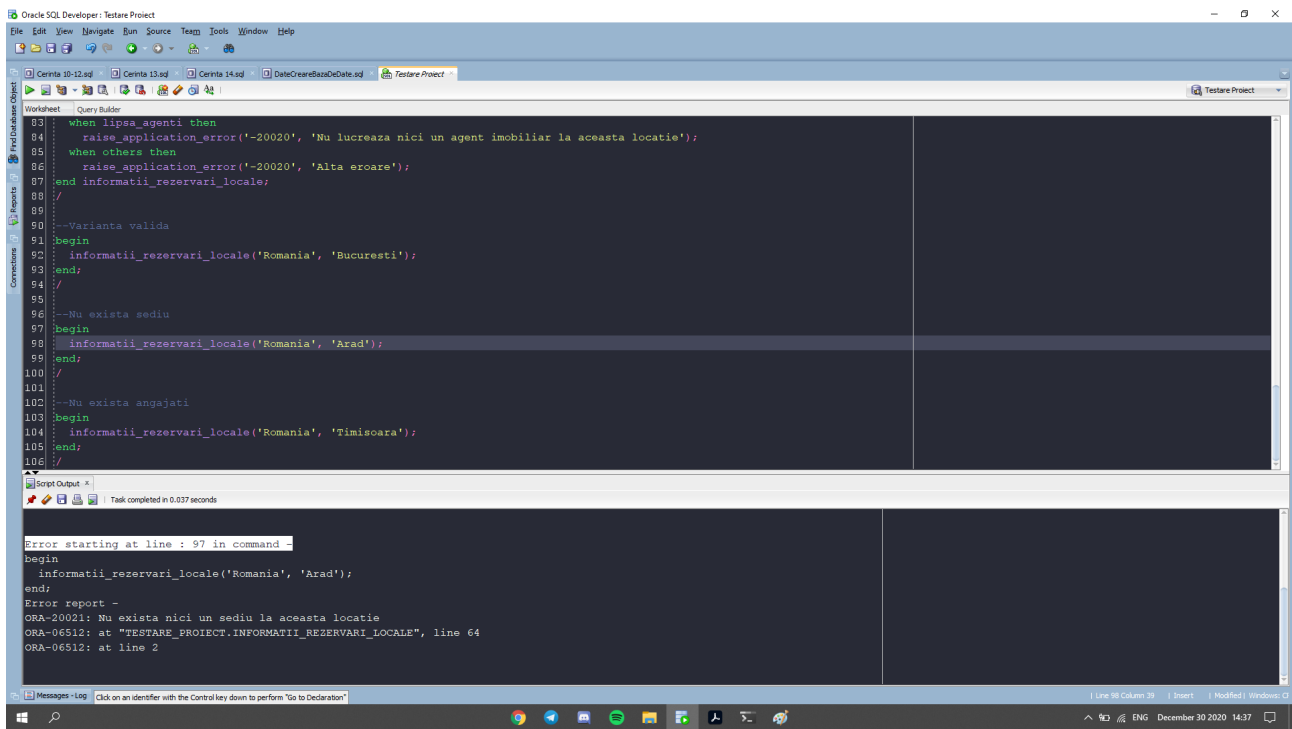 Oracle SQL Developer : Testare Proiect
File Edit View Navigate Run Source Team Tools Window Help
Cerinta 10-12.sql Cerinta 13.sql Cerinta 14.sql DateCreareBazaDeDate.sql Testare Proiect
Testare Proiect
Worksheet Query Builder
Find Database Object
Reports
Connections
83 when lipsa_agenti then
84 raise_application_error('-20020', 'Nu lucreaza nici un agent imobiliar la aceasta locatie');
85 when others then
86 raise_application_error('-20020', 'Alta eroare');
87 end informatii_rezervari_locale;
88 /
89
90 --Varianta valida
91 begin
92 informatii_rezervari_locale('Romania', 'Bucuresti');
93 end;
94 /
95
96 --Nu exista sediu
97 begin
98 informatii_rezervari_locale('Romania', 'Arad');
99 end;
100 /
101
102 --Nu exista angajati
103 begin
104 informatii_rezervari_locale('Romania', 'Timisoara');
105 end;
106 /
Script Output x
Task completed in 0.037 seconds
Error starting at line : 97 in command -
begin
informatii_rezervari_locale('Romania', 'Arad');
end;
Error report -
ORA-20021: Nu exista nici un sediu la aceasta locatie
ORA-06512: at "TESTARE_PROIECT.INFORMATII_REZERVARI_LOCALE", line 64
ORA-06512: at line 2
Messages - Log Click on an identifier with the Control key down to perform "Go to Declaration"
| Line 98 Column 39 | Insert | Modified | Windows: Cl
ENG December 30 2020 14:37